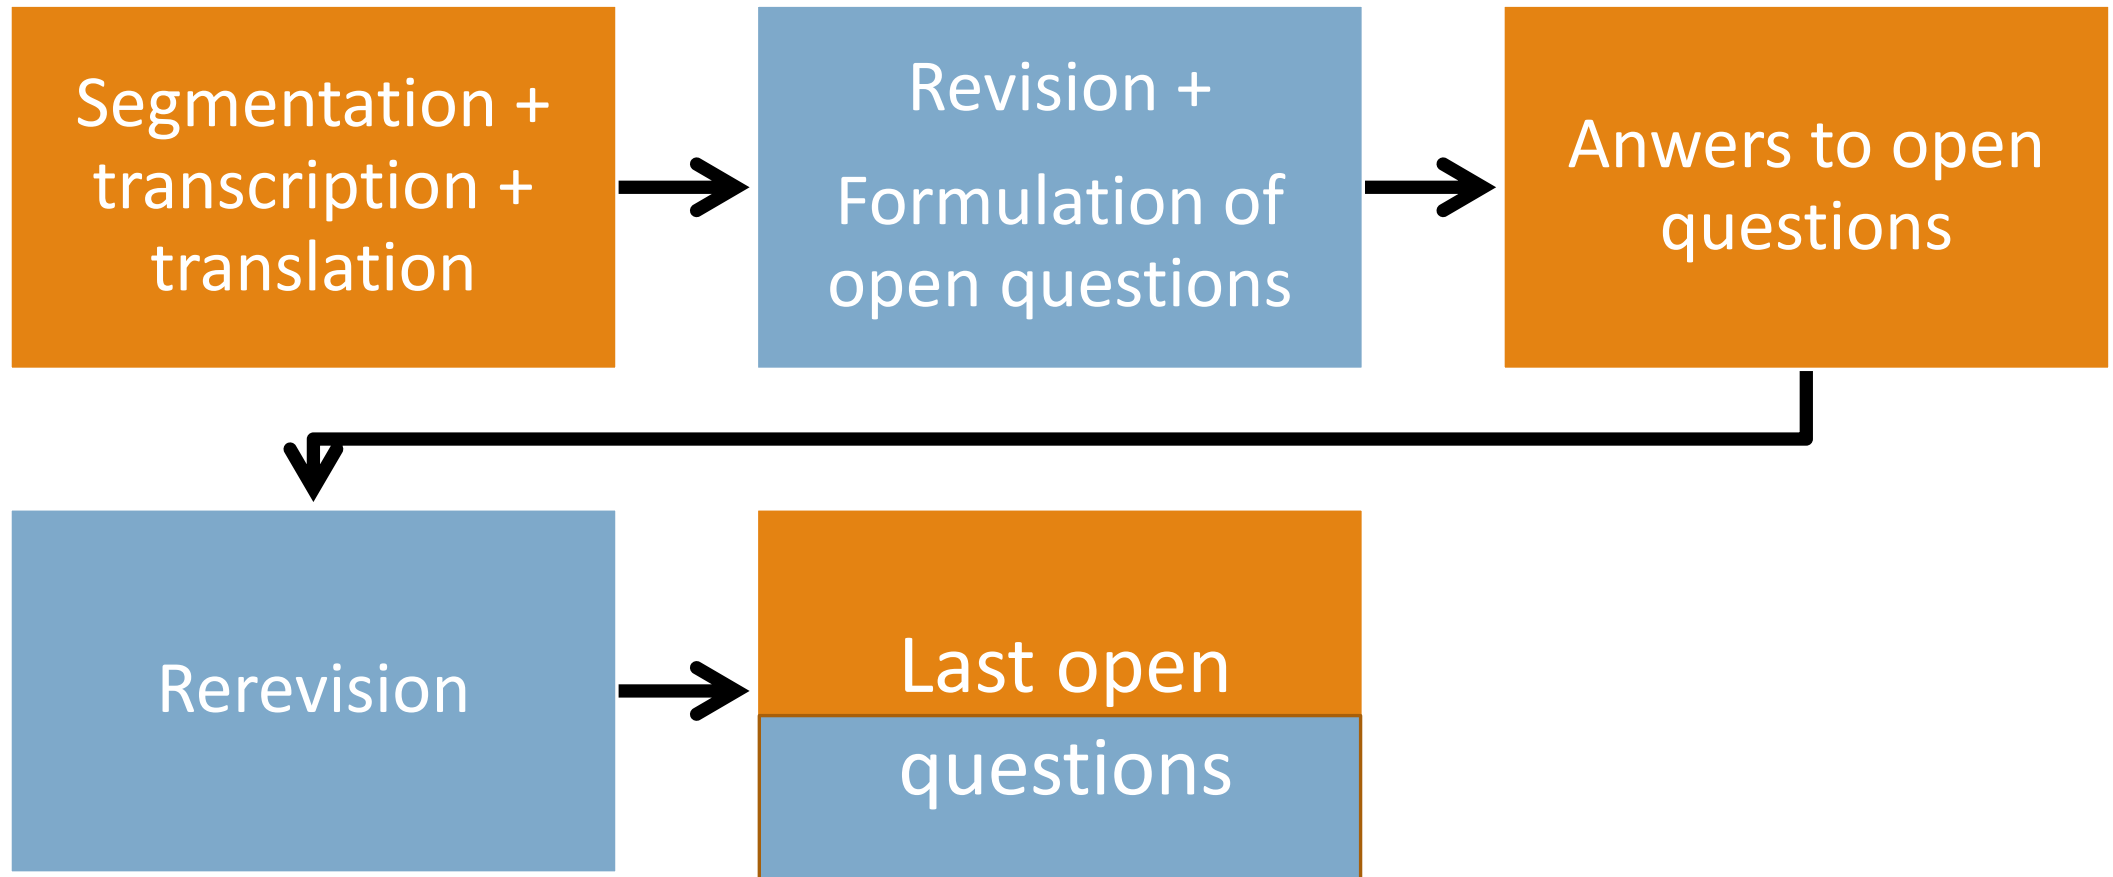 Segmentation +
transcription +
translation
Revision +
Formulation of
open questions
Anwers to open
questions
Rerevision
Last open
questions